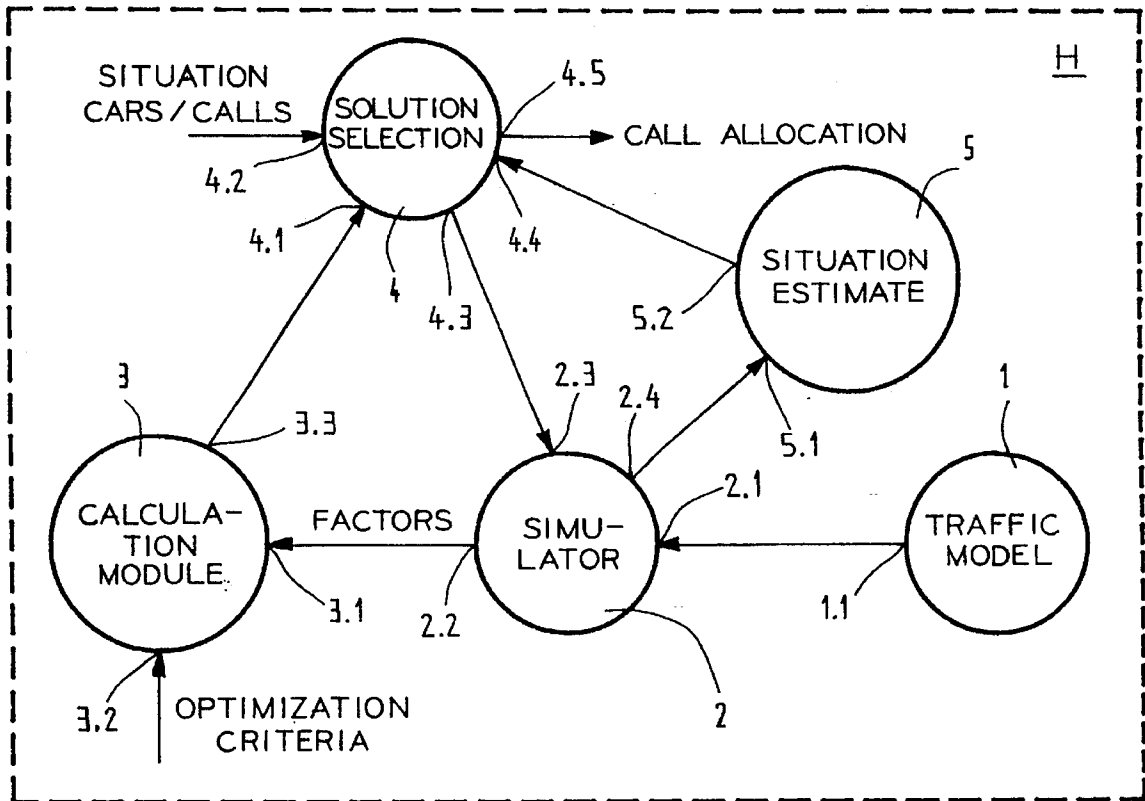 H
SITUATION
CARS/CALLS
4.2
SOLUTION
SELECTION
4.5
CALL ALLOCATION
4.1
4
4.3
4.4
5
SITUATION
ESTIMATE
5.2
5.1
3
3.3
CALCULA-
TION
MODULE
3.1
3.2
OPTIMIZATION
CRITERIA
FACTORS
2.3
2.4
2.1
SIMU-
LATOR
2.2
2
1
TRAFFIC
MODEL
1.1